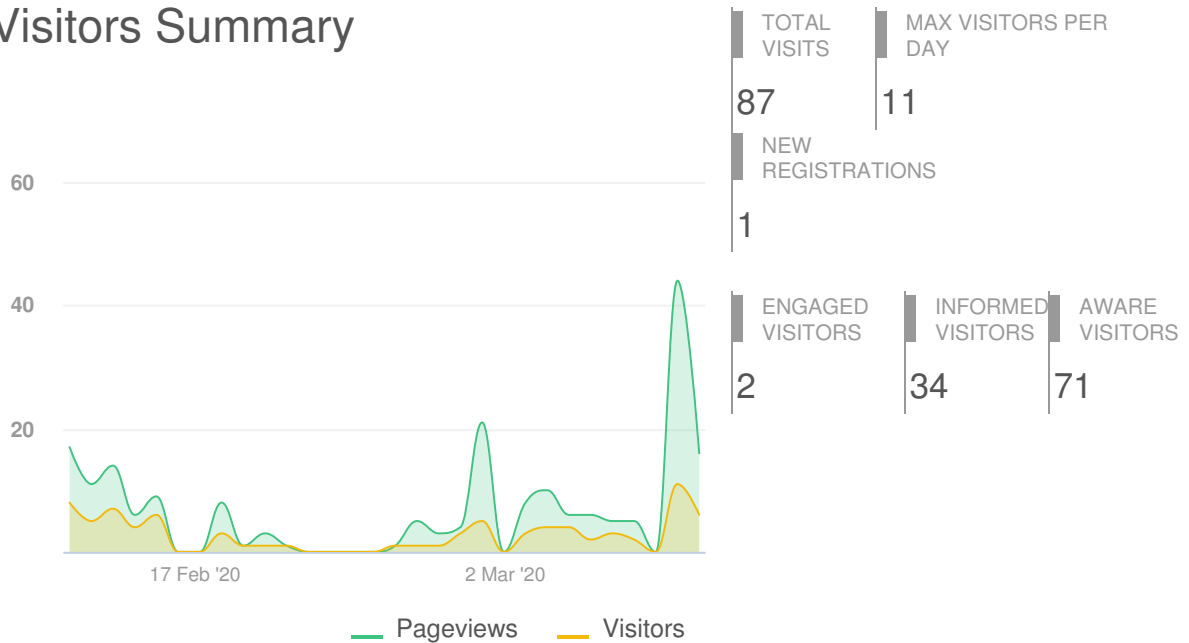 Visitors Summary
TOTAL
VISITS
87
MAX VISITORS PER
DAY
11
NEW
REGISTRATIONS
1
ENGAGED
VISITORS
2
INFORMED
VISITORS
34
AWARE
VISITORS
71
60
40
20
17 Feb '20
2 Mar '20
Pageviews
Visitors